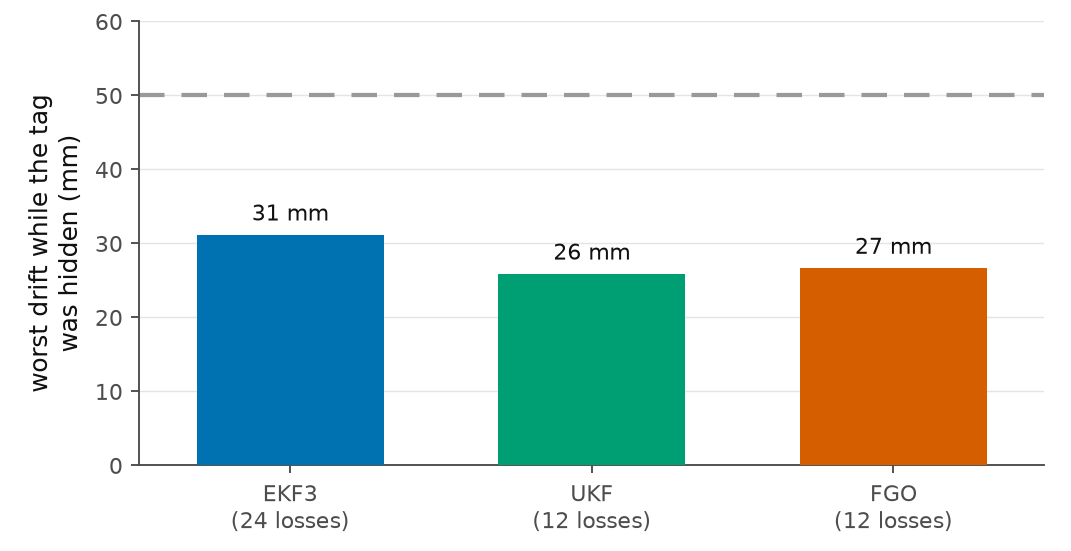 worst drift while the tag
was hidden (mm)
60
50
40
30
20
10
0
31 mm
26 mm
27 mm
EKF3
(24 losses)
UKF
(12 losses)
FGO
(12 losses)